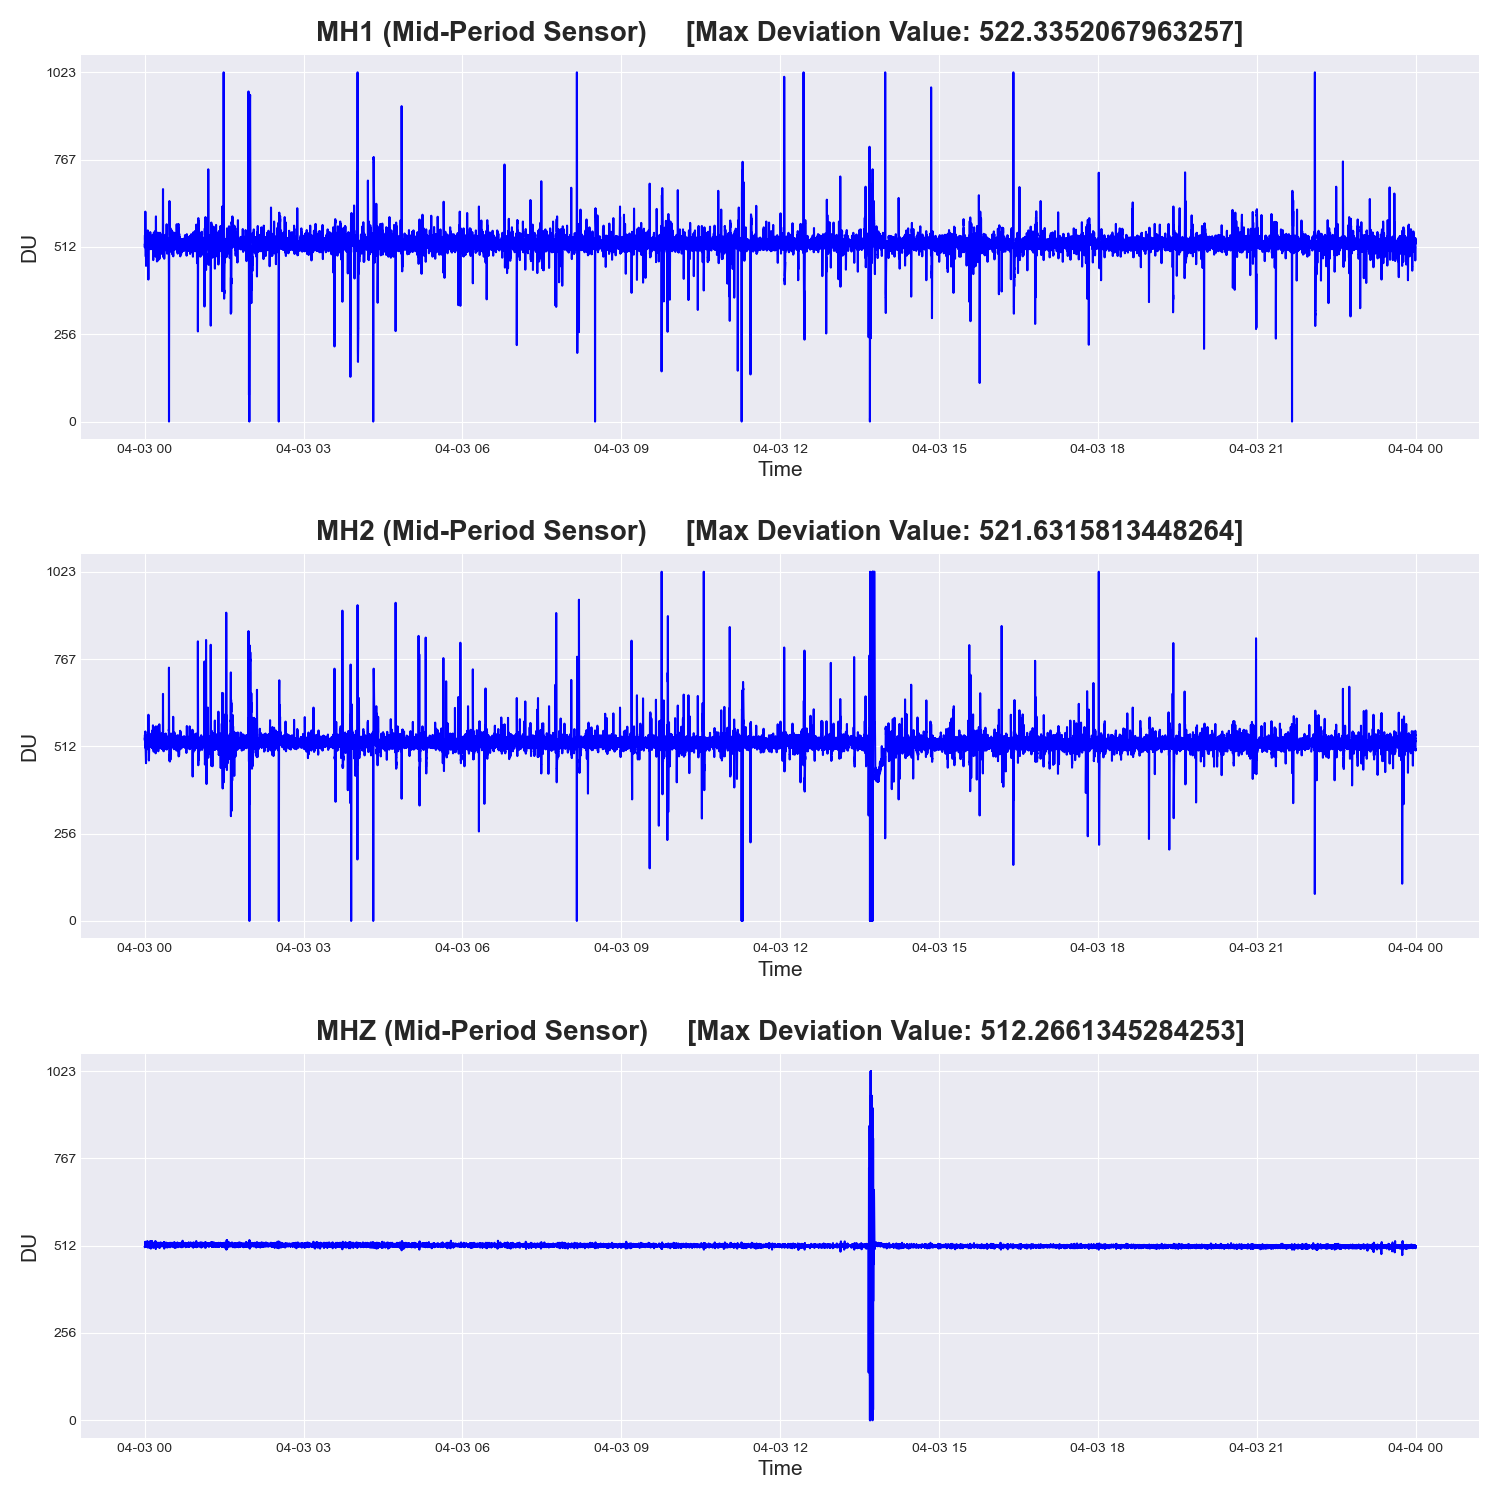 MH1 (Mid-Period Sensor) [Max Deviation Value: 522.3352067963257]
1023
767
512
256
0
DU
04-03 00 04-03 03 04-03 06 04-03 09 04-03 12 04-03 15 04-03 18 04-03 21 04-04 00
Time
MH2 (Mid-Period Sensor) [Max Deviation Value: 521.6315813448264]
1023
767
512
256
0
DU
04-03 00 04-03 03 04-03 06 04-03 09 04-03 12 04-03 15 04-03 18 04-03 21 04-04 00
Time
MHZ (Mid-Period Sensor) [Max Deviation Value: 512.2661345284253]
1023
767
512
256
0
DU
04-03 00 04-03 03 04-03 06 04-03 09 04-03 12 04-03 15 04-03 18 04-03 21 04-04 00
Time